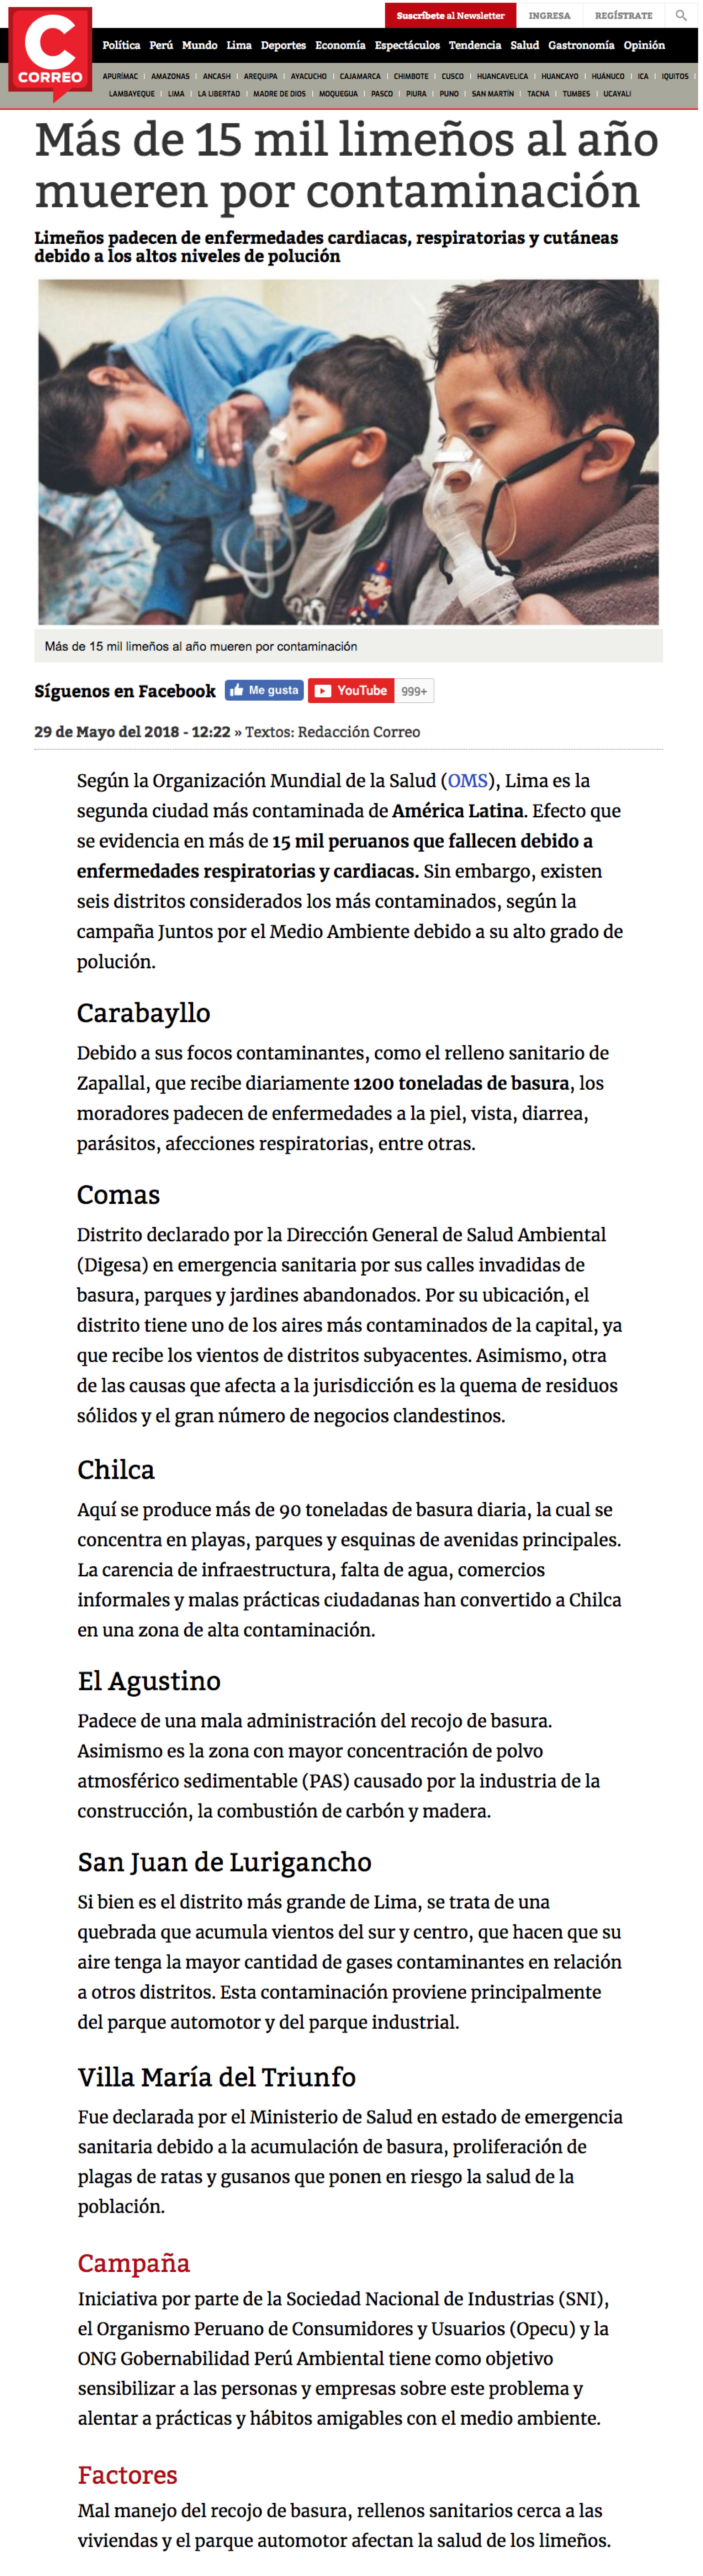 Suscríbete al Newsletter INGRESA REGÍSTRATE
C
CORREO
Política Perú Mundo Lima Deportes Economía Espectáculos Tendencia Salud Gastronomía Opinión
APURÍMAC | AMAZONAS | ANCASH | AREQUIPA | AYACUCHO | CAJAMARCA | CHIMBOTE | CUSCO | HUANCAVELICA | HUANCAYO | HUÁNUCO | ICA | IQUITOS |
LAMBAYEQUE | LIMA | LA LIBERTAD | MADRE DE DIOS | MOQUEGUA | PASCO | PIURA | PUNO | SAN MARTÍN | TACNA | TUMBES | UCAYALI
Más de 15 mil limeños al año
mueren por contaminación
Limeños padecen de enfermedades cardiacas, respiratorias y cutáneas
debido a los altos niveles de polución
Más de 15 mil limeños al año mueren por contaminación
Síguenos en Facebook Me gusta YouTube 999+
29 de Mayo del 2018 - 12:22 » Textos: Redacción Correo
Según la Organización Mundial de la Salud (OMS), Lima es la
segunda ciudad más contaminada de América Latina. Efecto que
se evidencia en más de 15 mil peruanos que fallecen debido a
enfermedades respiratorias y cardiacas. Sin embargo, existen
seis distritos considerados los más contaminados, según la
campaña Juntos por el Medio Ambiente debido a su alto grado de
polución.
Carabayllo
Debido a sus focos contaminantes, como el relleno sanitario de
Zapallal, que recibe diariamente 1200 toneladas de basura, los
moradores padecen de enfermedades a la piel, vista, diarrea,
parásitos, afecciones respiratorias, entre otras.
Comas
Distrito declarado por la Dirección General de Salud Ambiental
(Digesa) en emergencia sanitaria por sus calles invadidas de
basura, parques y jardines abandonados. Por su ubicación, el
distrito tiene uno de los aires más contaminados de la capital, ya
que recibe los vientos de distritos subyacentes. Asimismo, otra
de las causas que afecta a la jurisdicción es la quema de residuos
sólidos y el gran número de negocios clandestinos.
Chilca
Aquí se produce más de 90 toneladas de basura diaria, la cual se
concentra en playas, parques y esquinas de avenidas principales.
La carencia de infraestructura, falta de agua, comercios
informales y malas prácticas ciudadanas han convertido a Chilca
en una zona de alta contaminación.
El Agustino
Padece de una mala administración del recojo de basura.
Asimismo es la zona con mayor concentración de polvo
atmosférico sedimentable (PAS) causado por la industria de la
construcción, la combustión de carbón y madera.
San Juan de Lurigancho
Si bien es el distrito más grande de Lima, se trata de una
quebrada que acumula vientos del sur y centro, que hacen que su
aire tenga la mayor cantidad de gases contaminantes en relación
a otros distritos. Esta contaminación proviene principalmente
del parque automotor y del parque industrial.
Villa María del Triunfo
Fue declarada por el Ministerio de Salud en estado de emergencia
sanitaria debido a la acumulación de basura, proliferación de
plagas de ratas y gusanos que ponen en riesgo la salud de la
población.
Campaña
Iniciativa por parte de la Sociedad Nacional de Industrias (SNI),
el Organismo Peruano de Consumidores y Usuarios (Opecu) y la
ONG Gobernabilidad Perú Ambiental tiene como objetivo
sensibilizar a las personas y empresas sobre este problema y
alentar a prácticas y hábitos amigables con el medio ambiente.
Factores
Mal manejo del recojo de basura, rellenos sanitarios cerca a las
viviendas y el parque automotor afectan la salud de los limeños.